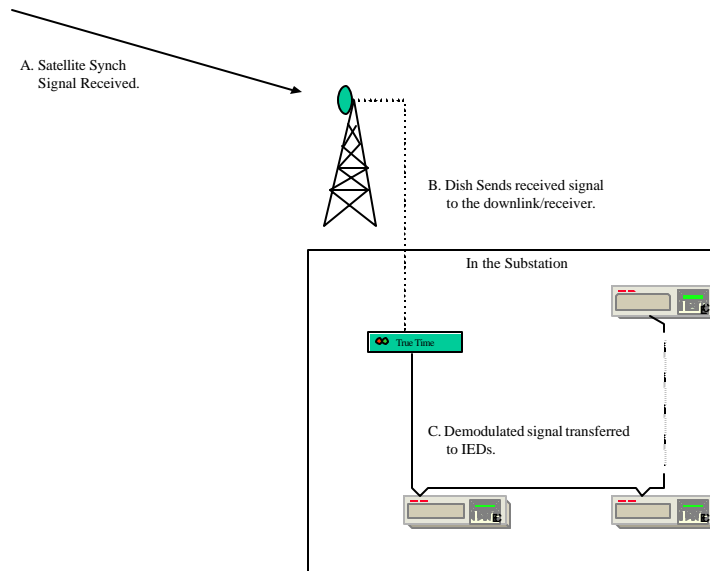 A. Satellite Synch
Signal Received.
B. Dish Sends received signal
to the downlink/receiver.
In the Substation
True Time
C. Demodulated signal transferred
to IEDs.